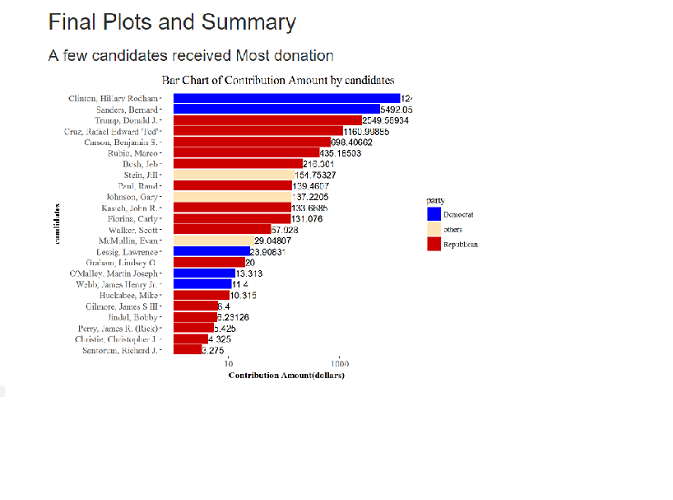 Final Plots and Summary
A few candidates received Most donation
Bar Chart of Contribution Amount by candidates
Clinton, Hillary Rodham 124
Sanders, Bernard 5492.05
Trump, Donald J. 2549.55934
Cruz, Rafael Edward 'Ted' 1160.99885
Carson, Benjamin S. 698.40662
Rubio, Marco 435.18503
Bush, Jeb 216.301
Stein, Jill 154.75327
Paul, Rand 139.4607
Johnson, Gary 137.2205
Kasich, John R. 133.6685
Fiorina, Carly 131.076
Walker, Scott 57.928
McMullin, Evan 29.04807
Lessig, Lawrence 23.90831
Graham, Lindsey O. 20
O'Malley, Martin Joseph 13.313
Webb, James Henry Jr. 11.4
Huckabee, Mike 10.315
Gilmore, James S III 6.4
Jindal, Bobby 6.23126
Perry, James R. (Rick) 5.425
Christie, Christopher J. 4.325
Santorum, Richard J. 3.275
candidates
10 1000
Contribution Amount(dollars)
party
Democrat
others
Republican